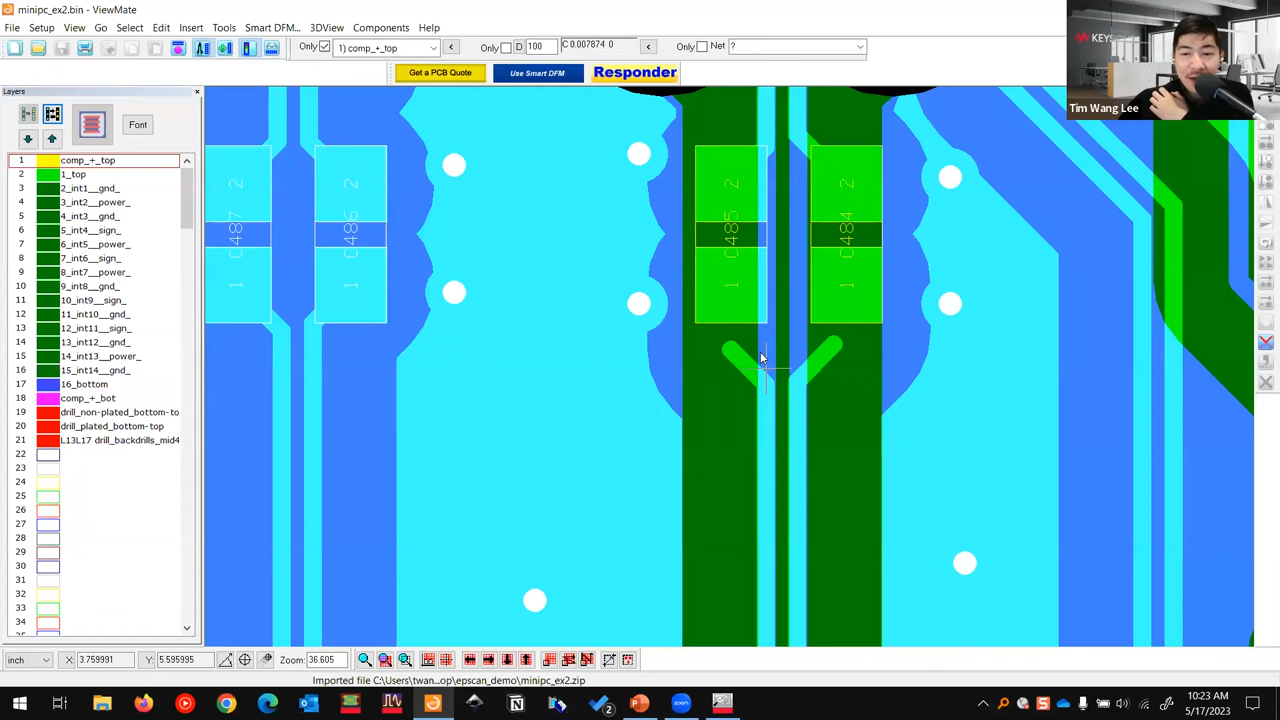 minipc_ex2.bin - ViewMate
File Setup View Go Select Edit Insert Tools Smart DFM... 3DView Components Help
Only 1) comp_+_top < Only D 100 C 0.007874 0 < Only Net ?
Get a PCB Quote Use Smart DFM Responder
KEYSIGHT
Tim Wang Lee
Layers
Font
1 comp_+_top
2 1_top
3 2_int1__gnd_
4 3_int2__power_
5 4_int3__gnd_
6 5_int4__sign_
7 6_int5__power_
8 7_int6__sign_
9 8_int7__power_
10 9_int8__gnd_
11 10_int9__sign_
12 11_int10__gnd_
13 12_int11__sign_
14 13_int12__gnd_
15 14_int13__power_
16 15_int14__gnd_
17 16_bottom
18 comp_+_bot
19 drill_non-plated_bottom-to
20 drill_plated_bottom-top
21 L13L17 drill_backdrills_mid4
22
23
24
25
26
27
28
29
30
31
32
33
34
1 C487 2
1 C486 2
1 C485 2
1 C484 2
inch X 3.759991 Y: 5.595995 Zoom: 36.605
Imported file C:\Users\twan...op\epscan_demo\minipc_ex2.zip
2
10:23 AM
5/17/2023